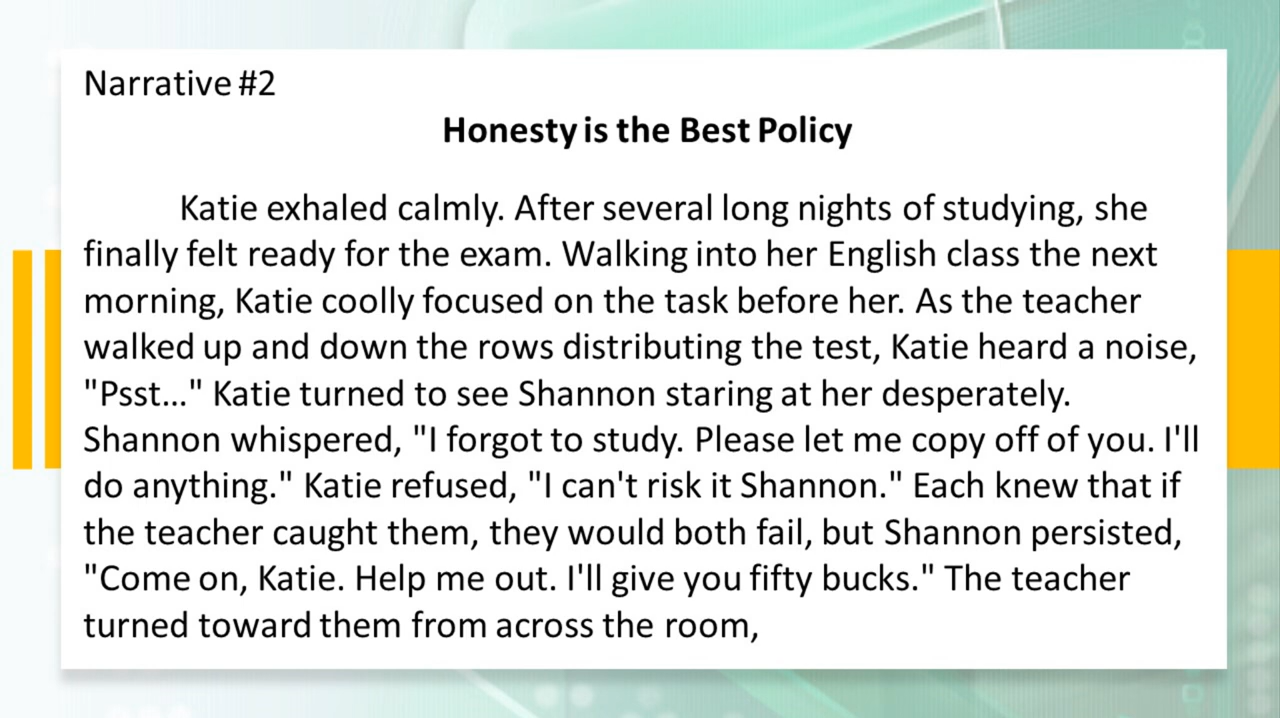 Narrative #2
Honesty is the Best Policy
Katie exhaled calmly. After several long nights of studying, she
finally felt ready for the exam. Walking into her English class the next
morning, Katie coolly focused on the task before her. As the teacher
walked up and down the rows distributing the test, Katie heard a noise,
"Psst…" Katie turned to see Shannon staring at her desperately.
Shannon whispered, "I forgot to study. Please let me copy off of you. I'll
do anything." Katie refused, "I can't risk it Shannon." Each knew that if
the teacher caught them, they would both fail, but Shannon persisted,
"Come on, Katie. Help me out. I'll give you fifty bucks." The teacher
turned toward them from across the room,